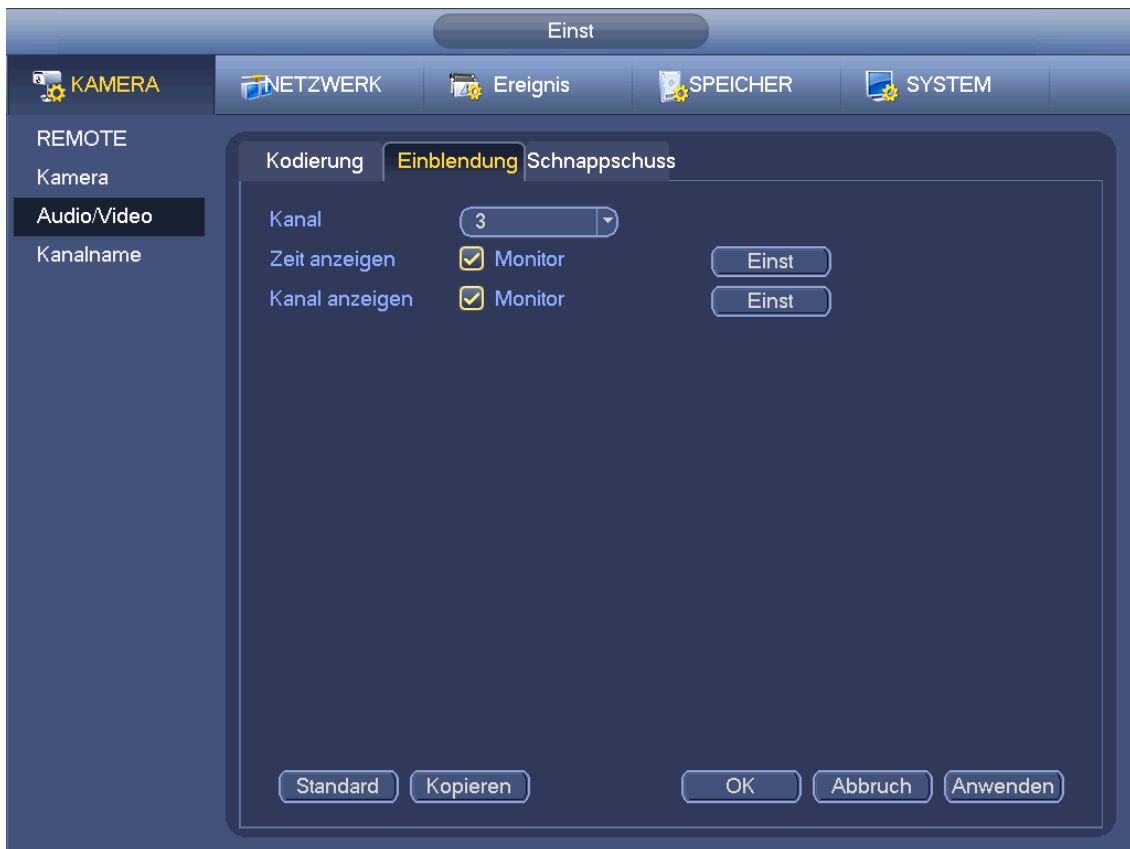 Einst
KAMERA NETZWERK Ereignis SPEICHER SYSTEM
REMOTE
Kamera
Audio/Video
Kanalname
Kodierung Einblendung Schnappschuss
Kanal 3
Zeit anzeigen Monitor Einst
Kanal anzeigen Monitor Einst
Standard Kopieren OK Abbruch Anwenden